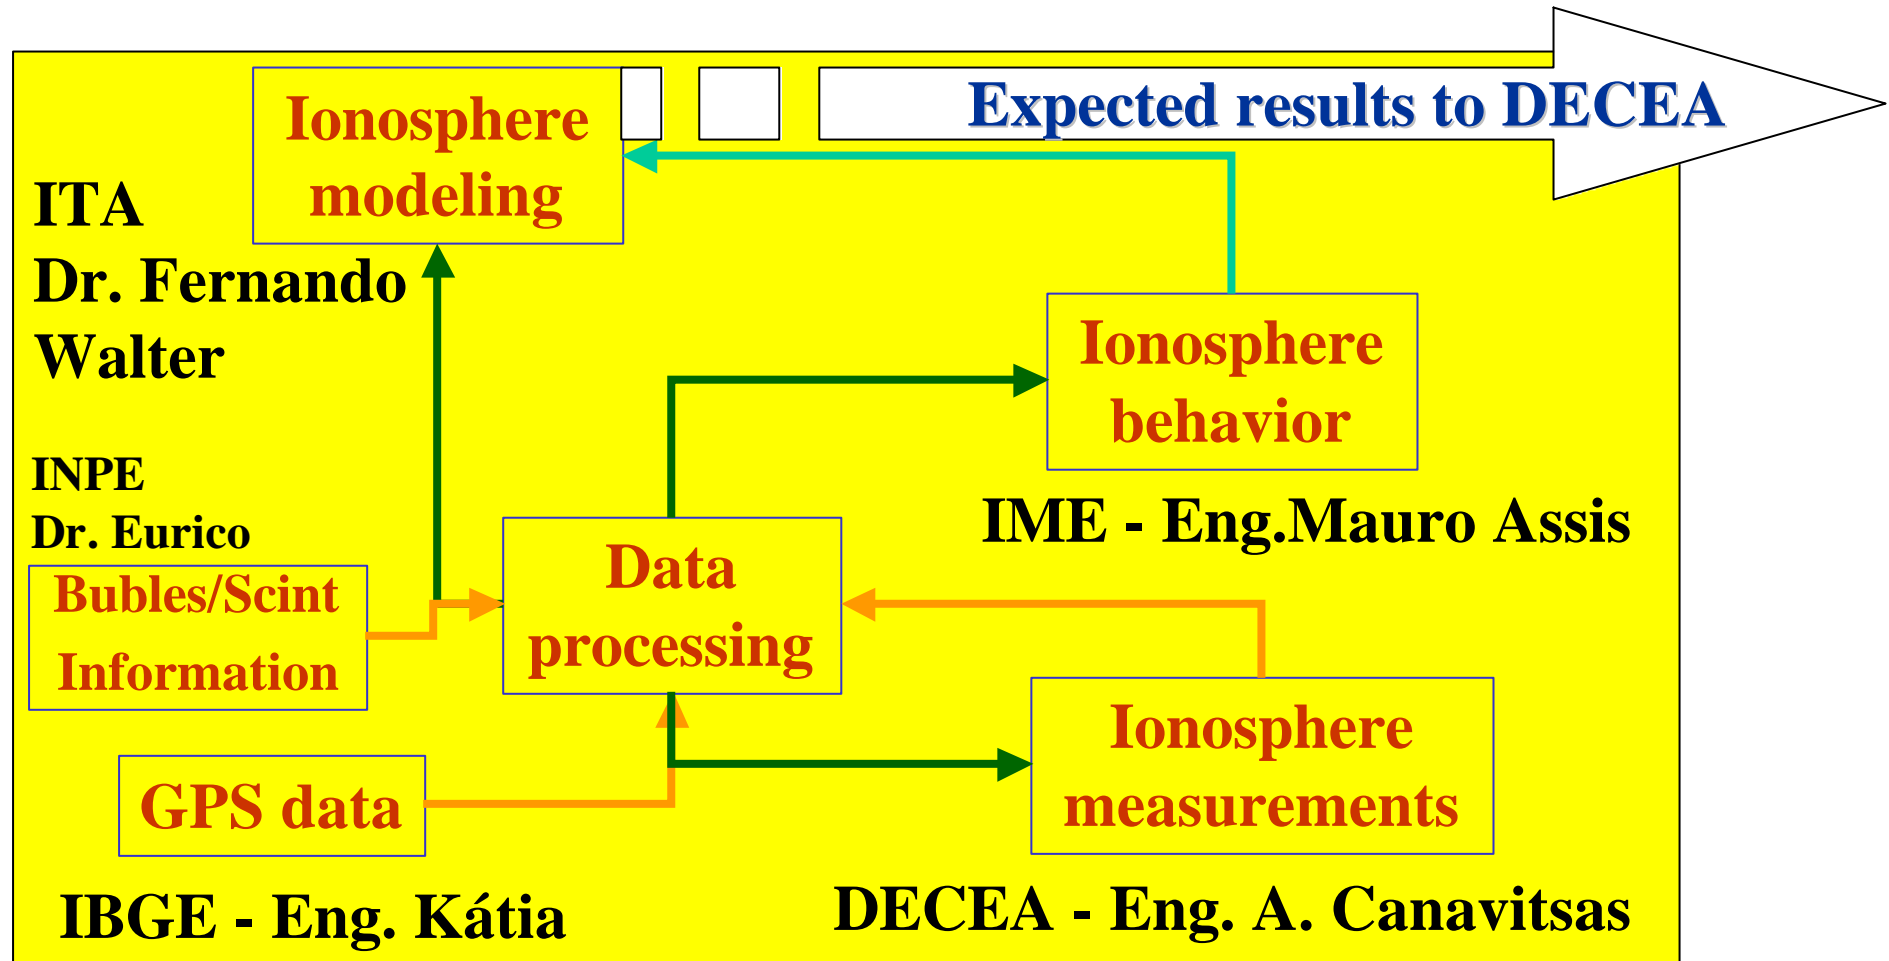 Expected results to DECEA
Ionosphere
modeling
ITA
Dr. Fernando
Walter
Ionosphere
behavior
IME - Eng.Mauro Assis
INPE
Dr. Eurico
Bubles/Scint
Information
Data
processing
GPS data
IBGE - Eng. Kátia
Ionosphere
measurements
DECEA - Eng. A. Canavitsas